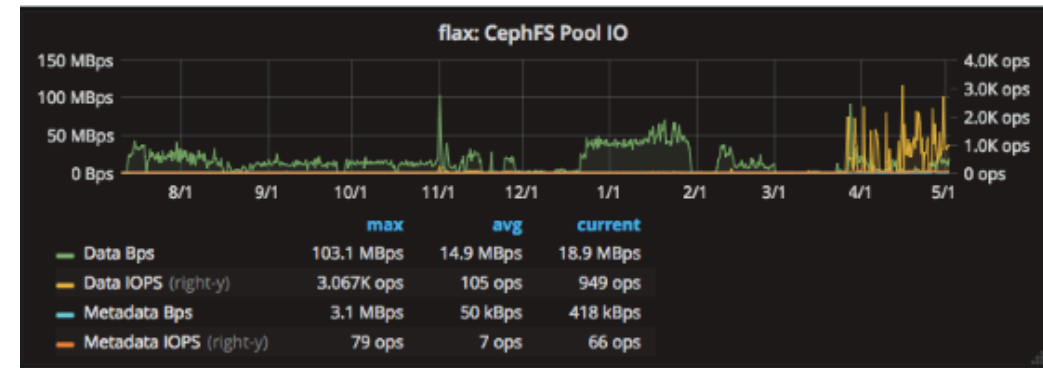 flax: CephFS Pool IO
150 MBps 4.0K ops
100 MBps 3.0K ops
2.0K ops
50 MBps 1.0K ops
0 Bps 0 ops
8/1 9/1 10/1 11/1 12/1 1/1 2/1 3/1 4/1 5/1
max avg current
Data Bps 103.1 MBps 14.9 MBps 18.9 MBps
Data IOPS (right-y) 3.067K ops 105 ops 949 ops
Metadata Bps 3.1 MBps 50 kBps 418 kBps
Metadata IOPS (right-y) 79 ops 7 ops 66 ops